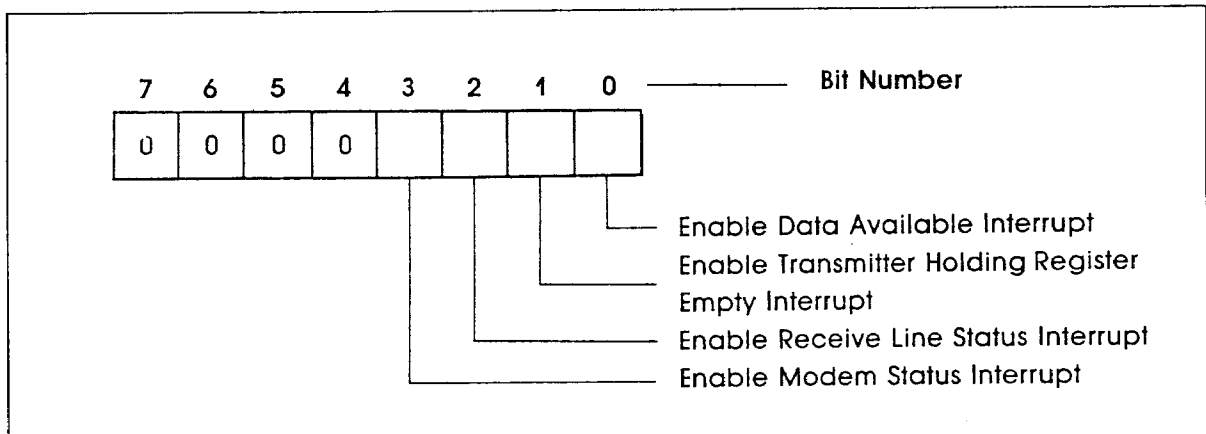 7 6 5 4 3 2 1 0 Bit Number
0 0 0 0
Enable Data Available Interrupt
Enable Transmitter Holding Register
Empty Interrupt
Enable Receive Line Status Interrupt
Enable Modem Status Interrupt